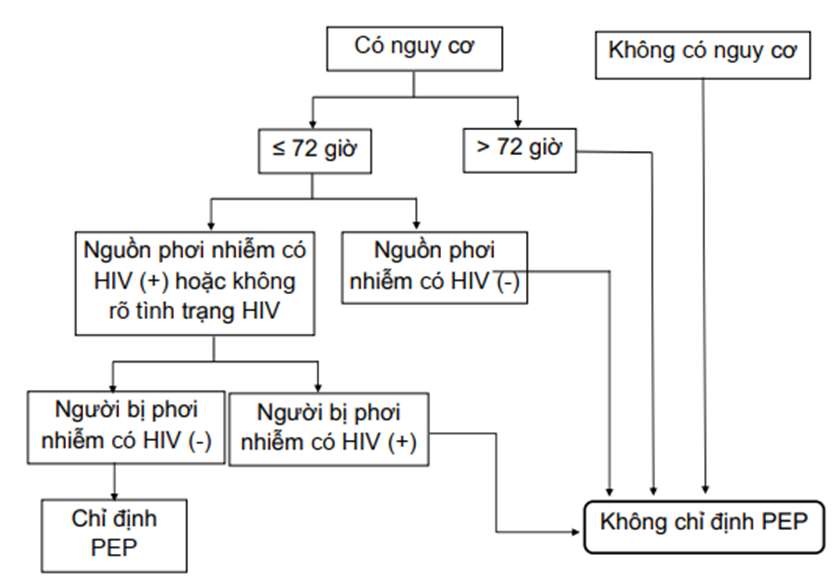 Có nguy cơ
Không có nguy cơ
≤ 72 giờ
> 72 giờ
Nguồn phơi nhiễm có
HIV (+) hoặc không
rõ tình trạng HIV
Nguồn phơi
nhiễm có HIV (-)
Người bị phơi
nhiễm có HIV (-)
Người bị phơi
nhiễm có HIV (+)
Chỉ định
PEP
Không chỉ định PEP